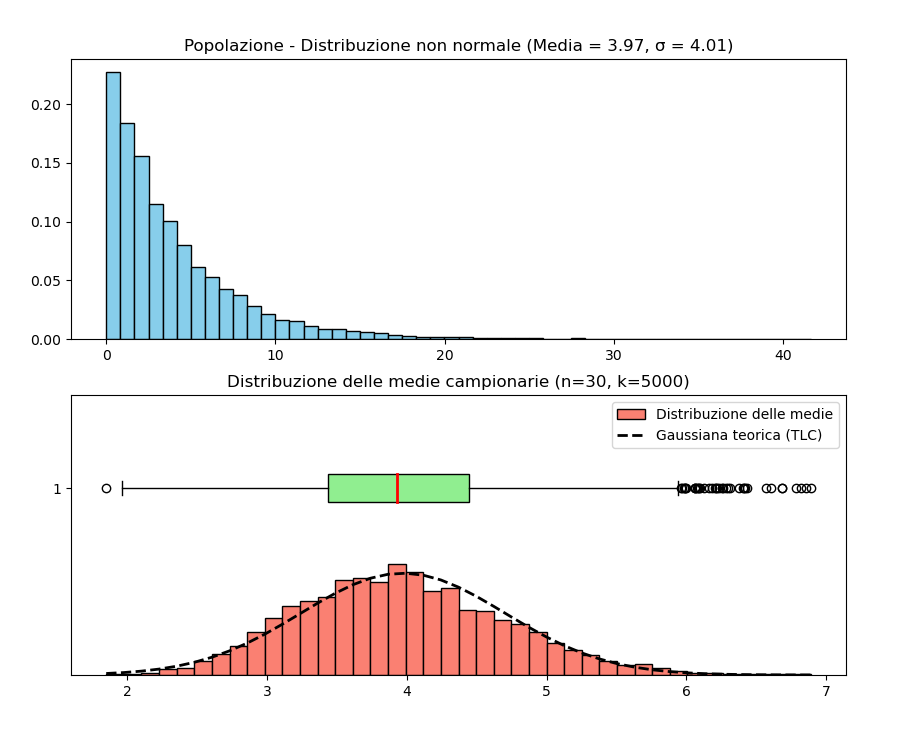 Popolazione - Distribuzione non normale (Media = 3.97, σ = 4.01)
0.20
0.15
0.10
0.05
0.00
0 10 20 30 40
Distribuzione delle medie campionarie (n=30, k=5000)
Distribuzione delle medie
Gaussiana teorica (TLC)
1
2 3 4 5 6 7